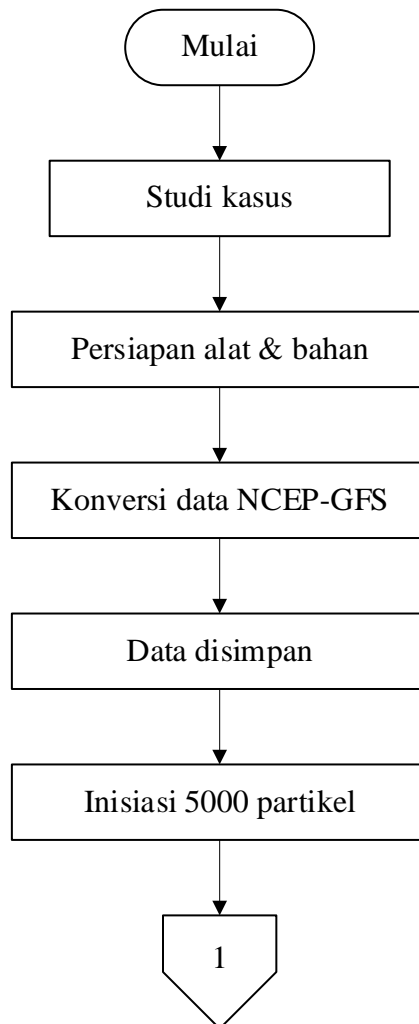 Mulai
Studi kasus
Persiapan alat & bahan
Konversi data NCEP-GFS
Data disimpan
Inisiasi 5000 partikel
1